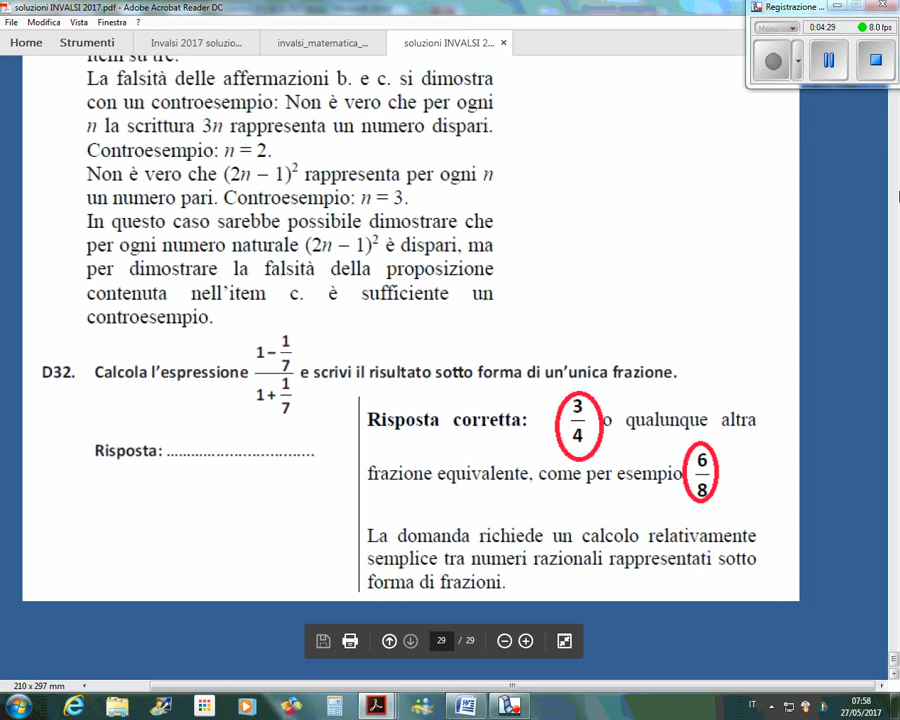 soluzioni INVALSI 2017.pdf - Adobe Acrobat Reader DC
File Modifica Vista Finestra ?
Home Strumenti Invalsi 2017 soluzio... invalsi_matematica_... soluzioni INVALSI 2... ×
Registrazione ...
Menu 0:04:29 8.0 fps
item su tre.
La falsità delle affermazioni b. e c. si dimostra
con un controesempio: Non è vero che per ogni
n la scrittura 3n rappresenta un numero dispari.
Controesempio: n = 2.
Non è vero che (2n − 1)² rappresenta per ogni n
un numero pari. Controesempio: n = 3.
In questo caso sarebbe possibile dimostrare che
per ogni numero naturale (2n − 1)² è dispari, ma
per dimostrare la falsità della proposizione
contenuta nell'item c. è sufficiente un
controesempio.
D32. Calcola l'espressione (1 − 1/7)/(1 + 1/7) e scrivi il risultato sotto forma di un'unica frazione.
Risposta: ...................................
Risposta corretta: 3/4 o qualunque altra
frazione equivalente, come per esempio 6/8
La domanda richiede un calcolo relativamente
semplice tra numeri razionali rappresentati sotto
forma di frazioni.
29 / 29
210 x 297 mm
IT 07:58
27/05/2017